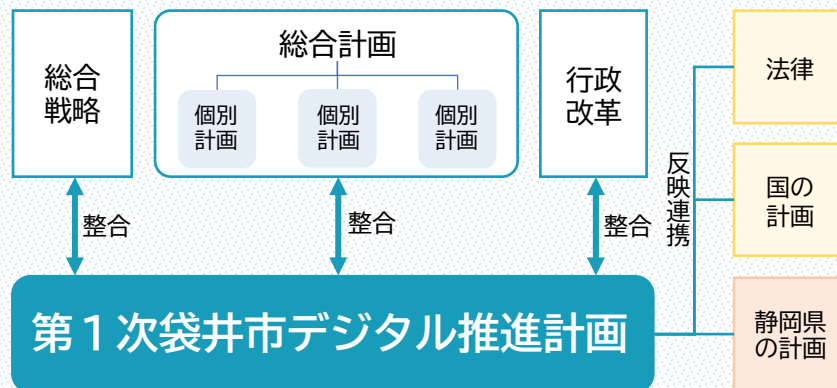 総合
戦略
総合計画
個別
計画
個別
計画
個別
計画
行政
改革
法律
国の
計画
静岡県
の計画
反映連携
整合
整合
整合
第1次袋井市デジタル推進計画